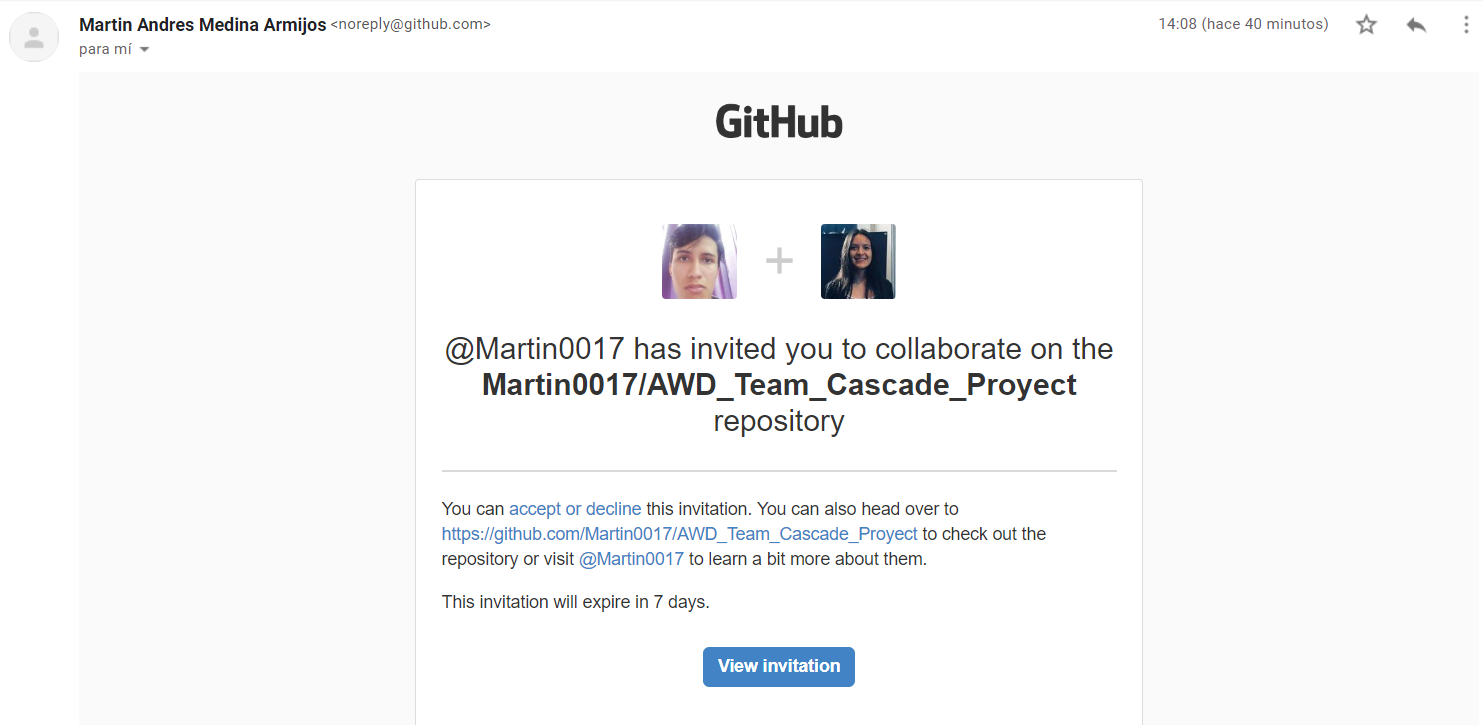 Martin Andres Medina Armijos <noreply@github.com>
14:08 (hace 40 minutos)
para mí
GitHub
@Martin0017 has invited you to collaborate on the
Martin0017/AWD_Team_Cascade_Proyect
repository
You can accept or decline this invitation. You can also head over to
https://github.com/Martin0017/AWD_Team_Cascade_Proyect to check out the
repository or visit @Martin0017 to learn a bit more about them.
This invitation will expire in 7 days.
View invitation